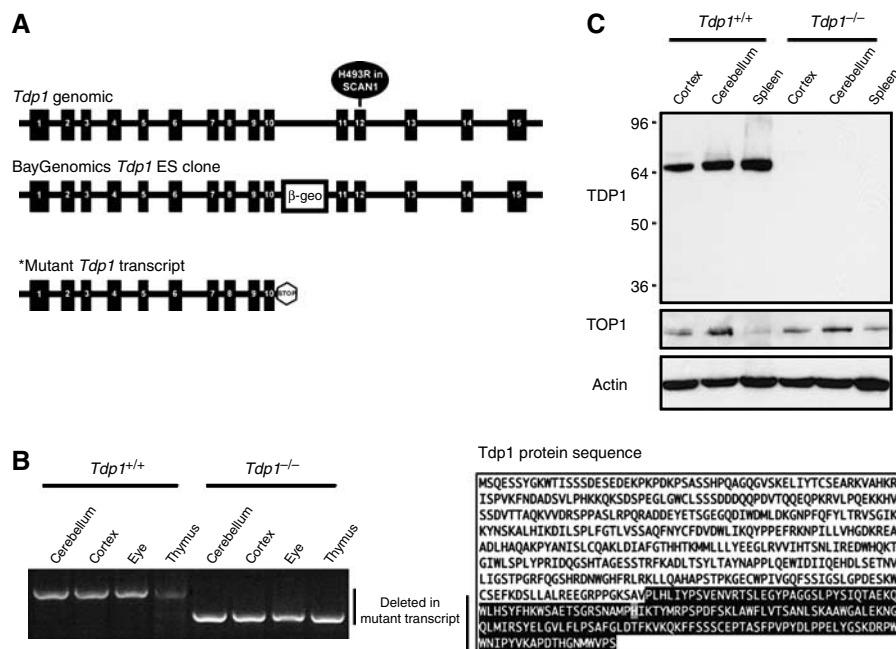 A
H493R in
SCAN1
Tdp1 genomic
1 2 3 4 5 6 7 8 9 10 11 12 13 14 15
BayGenomics Tdp1 ES clone
1 2 3 4 5 6 7 8 9 10 β-geo 11 12 13 14 15
*Mutant Tdp1 transcript
1 2 3 4 5 6 7 8 9 10 STOP
B
Tdp1+/+ Tdp1–/–
Cerebellum Cortex Eye Thymus Cerebellum Cortex Eye Thymus
C
Tdp1+/+ Tdp1–/–
Cortex Cerebellum Spleen Cortex Cerebellum Spleen
96
64
TDP1
50
36
TOP1
Actin
Tdp1 protein sequence
MSQESSYGKWTISSSDESEDEKPKPDKPSASSHPQAGQGVSKELIYTCSEARKVAHKR
ISPVKFNDADSVLPHKKQKSDSPEGLGWCLSSSDDDQQPDVTQQEQPKRVLPQEKKHV
SSDVTTAQKVVDRSPPASLRPQRADDEYETSGEGQDIWDMLDKGNPFQFYLTRVSGIK
KYNSKALHIKDILSPLFGTLVSSAQFNYCFDVDWLIKQYPPEFRKNPILLVHGDKREA
ADLHAQAKPYANISLCQAKLDIAFGTHHTKMMLLLYEEGLRVVIHTSNLIREDWHQKT
GIWLSPLYPRIDQGSHTAGESSTRFKADLTSYLTAYNAPPLQEWIDIIQEHDLSETNV
LIGSTPGRFQGSHRDNWGHFRLRKLLQAHAPSTPKGECWPIVGQFSSIGSLGPDESKW
CSEFKDSLLALREEGRPPGKSAVPLHLIYPSVENVRTSLEGYPAGGSLPYSIQTAEKQ
WLHSYFHKWSAETSGRSNAMPHIKTYMRPSPDFSKLAWFLVTSANLSKAAWGALEKNG
QLMIRSYELGVLFLPSAFGLDTFKVKQKFFSSSCEPTASFPVPYDLPPELYGSKDRPW
WNIPYVKAPDTHGNMWVPS
Deleted in
mutant transcript